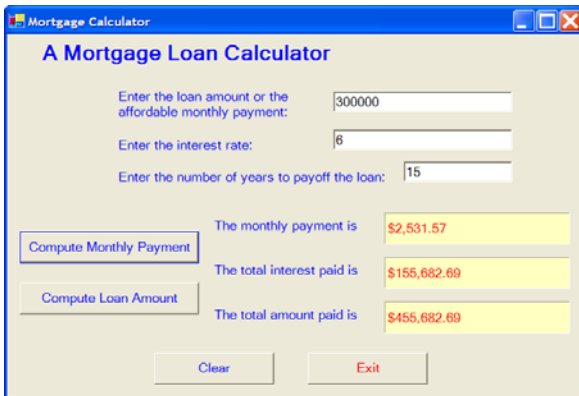 Mortgage Calculator
A Mortgage Loan Calculator
Enter the loan amount or the
affordable monthly payment:
300000
Enter the interest rate:
6
Enter the number of years to payoff the loan:
15
Compute Monthly Payment
The monthly payment is
$2,531.57
The total interest paid is
$155,682.69
Compute Loan Amount
The total amount paid is
$455,682.69
Clear
Exit